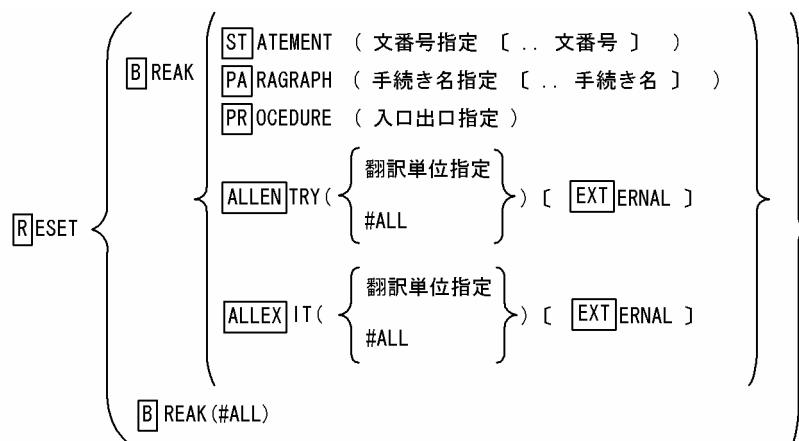 STATEMENT ( 文番号指定 〔 .. 文番号 〕 )
BREAK PARAGRAPH ( 手続き名指定 〔 .. 手続き名 〕 )
PROCEDURE ( 入口出口指定 )
翻訳単位指定
ALLENTRY( ) 〔 EXTERNAL 〕
#ALL
RESET
翻訳単位指定
ALLEXIT( ) 〔 EXTERNAL 〕
#ALL
BREAK(#ALL)